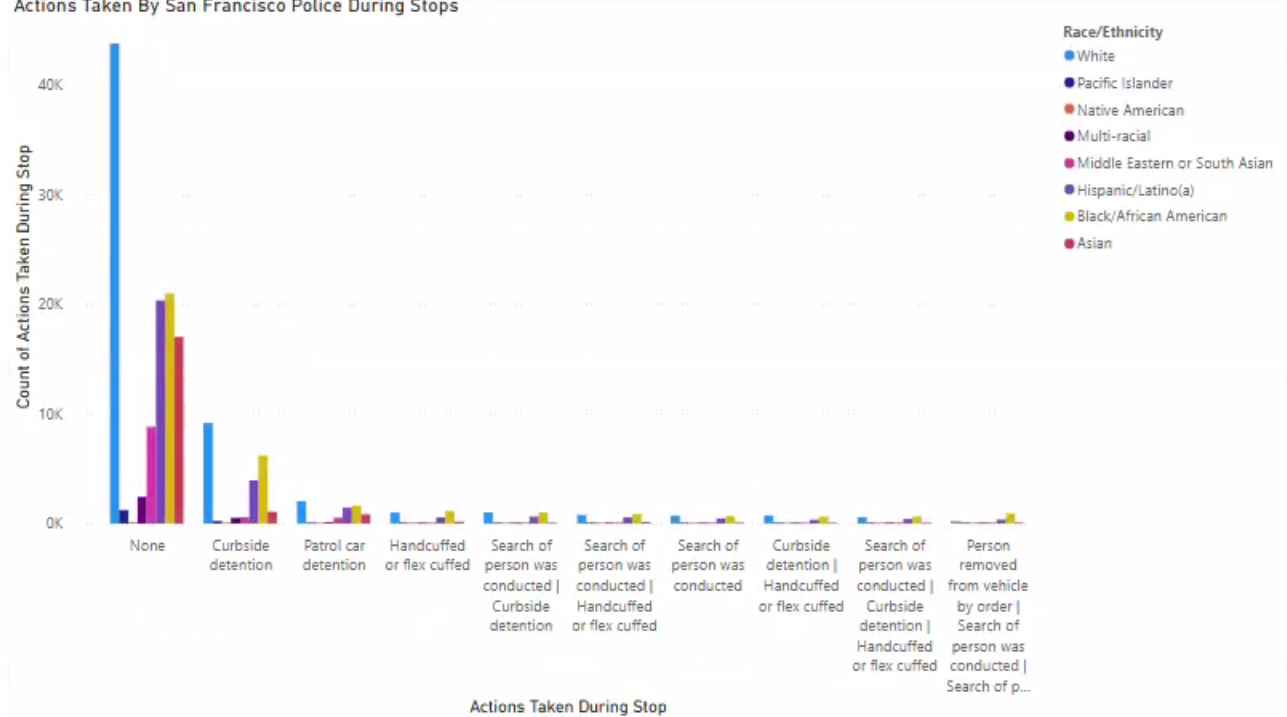 Actions Taken By San Francisco Police During Stops
Race/Ethnicity
White
Pacific Islander
Native American
Multi-racial
Middle Eastern or South Asian
Hispanic/Latino(a)
Black/African American
Asian
Count of Actions Taken During Stop
40K
30K
20K
10K
0K
None
Curbside
detention
Patrol car
detention
Handcuffed
or flex cuffed
Search of
person was
conducted |
Curbside
detention
Search of
person was
conducted |
Handcuffed
or flex cuffed
Search of
person was
conducted
Curbside
detention |
Handcuffed
or flex cuffed
Search of
person was
conducted |
Curbside
detention |
Handcuffed
or flex cuffed
Person
removed
from vehicle
by order |
Search of
person was
conducted |
Search of p...
Actions Taken During Stop